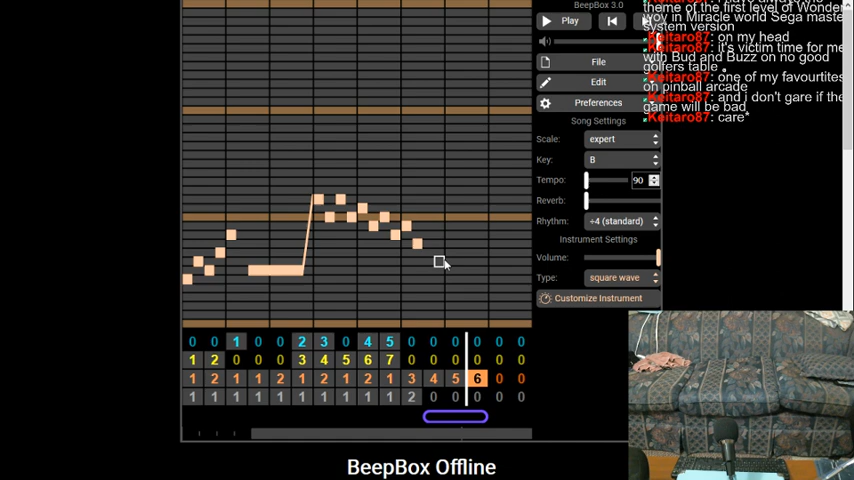 BeepBox 3.0
Play
File
Edit
Preferences
Song Settings
Scale: expert
Key: B
Tempo: 90
Reverb:
Rhythm: +4 (standard)
Instrument Settings
Volume:
Type: square wave
Customize Instrument
theme of the first level of Wonder
boy in Miracle world Sega master
system version
Keitaro87: on my head
Keitaro87: it's victim time for me
with Bud and Buzz on no good
golfers table
Keitaro87: one of my favourtites
on pinball arcade
Keitaro87: and i don't gare if the
game will be bad
Keitaro87: care*
0 0 1 0 0 2 3 0 4 5 0 0 0 0 0 0
1 2 0 0 0 3 4 5 6 7 0 0 0 0 0 0
1 2 1 1 2 1 2 1 2 1 3 4 5 6 0 0
1 1 1 1 1 1 1 1 1 1 2 0 0 0 0 0
BeepBox Offline